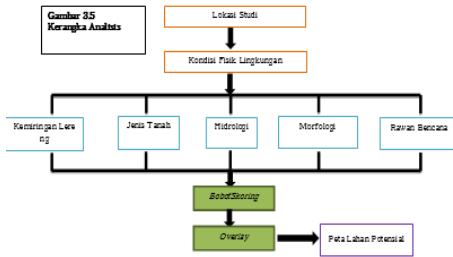 Gambar 3.5
Kerangka Analisis
Lokasi Studi
Kondisi Fisik Lingkungan
Kemiringan Lere
ng
Jenis Tanah
Hidrologi
Morfologi
Rawan Bencana
Bobot/Skoring
Overlay
Peta Lahan Potensial